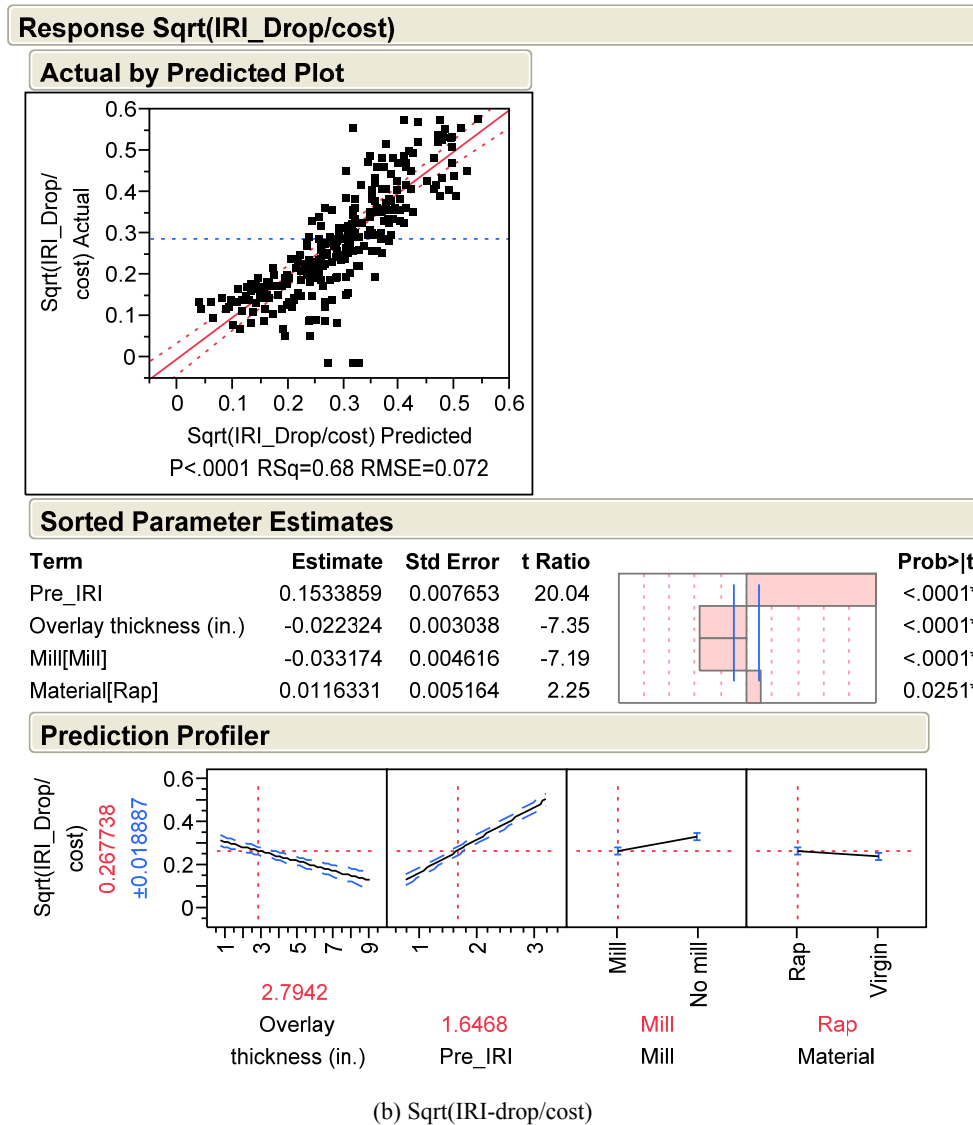 Response Sqrt(IRI_Drop/cost)
Actual by Predicted Plot
Sqrt(IRI_Drop/
cost) Actual
0.6
0.5
0.4
0.3
0.2
0.1
0
0 0.1 0.2 0.3 0.4 0.5 0.6
Sqrt(IRI_Drop/cost) Predicted
P<.0001 RSq=0.68 RMSE=0.072
Sorted Parameter Estimates
Term Estimate Std Error t Ratio Prob>|t
Pre_IRI 0.1533859 0.007653 20.04 <.0001*
Overlay thickness (in.) -0.022324 0.003038 -7.35 <.0001*
Mill[Mill] -0.033174 0.004616 -7.19 <.0001*
Material[Rap] 0.0116331 0.005164 2.25 0.0251*
Prediction Profiler
Sqrt(IRI_Drop/
cost)
0.267738
±0.018887
0.6
0.4
0.2
0
1 3 5 7 9 1 2 3 Mill No mill Rap Virgin
2.7942
Overlay 1.6468 Mill Rap
thickness (in.) Pre_IRI Mill Material
(b) Sqrt(IRI-drop/cost)